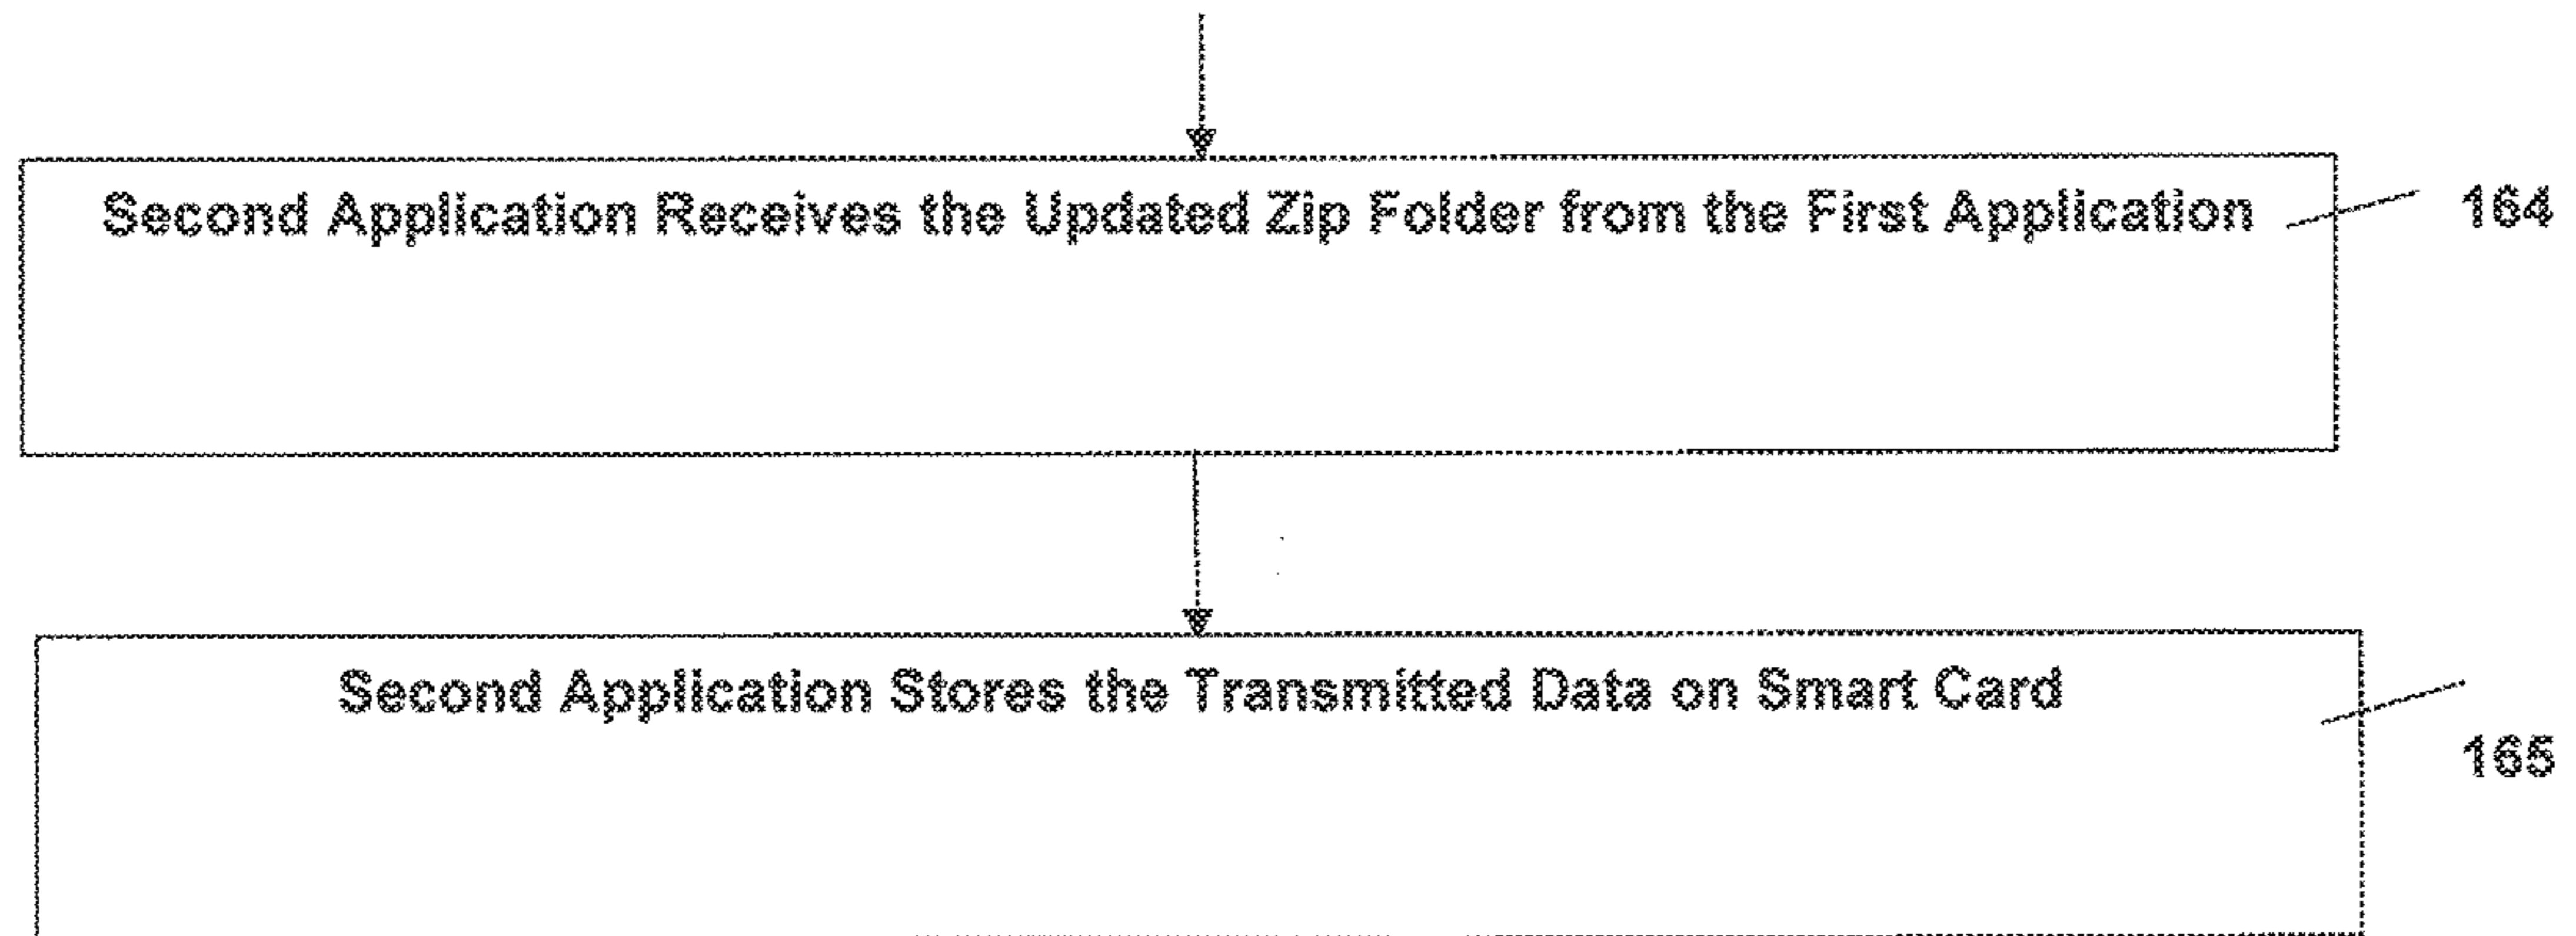 Second Application Receives the Updated Zip Folder from the First Application
164
Second Application Stores the Transmitted Data on Smart Card
165